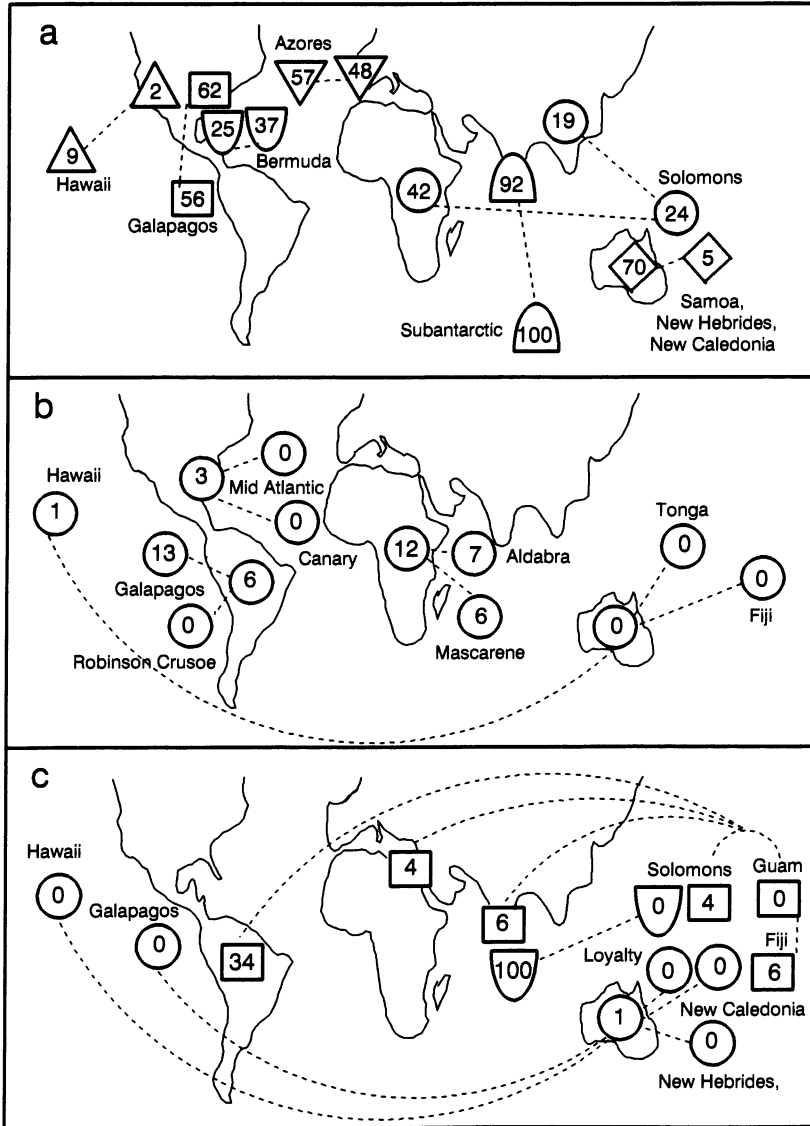 a
Azores
2
62
57
48
25
37
19
9
Bermuda
Hawaii
42
92
Solomons
56
24
Galapagos
70
5
Samoa,
New Hebrides,
New Caledonia
Subantarctic
100
b
0
Hawaii
3
Mid Atlantic
1
0
Tonga
Canary
13
12
7
Aldabra
0
Galapagos
6
0
Fiji
0
6
0
Robinson Crusoe
Mascarene
c
Hawaii
4
Solomons
Guam
0
0
4
0
Galapagos
6
0
34
100
Loyalty
0
0
Fiji
6
New Caledonia
1
0
New Hebrides,